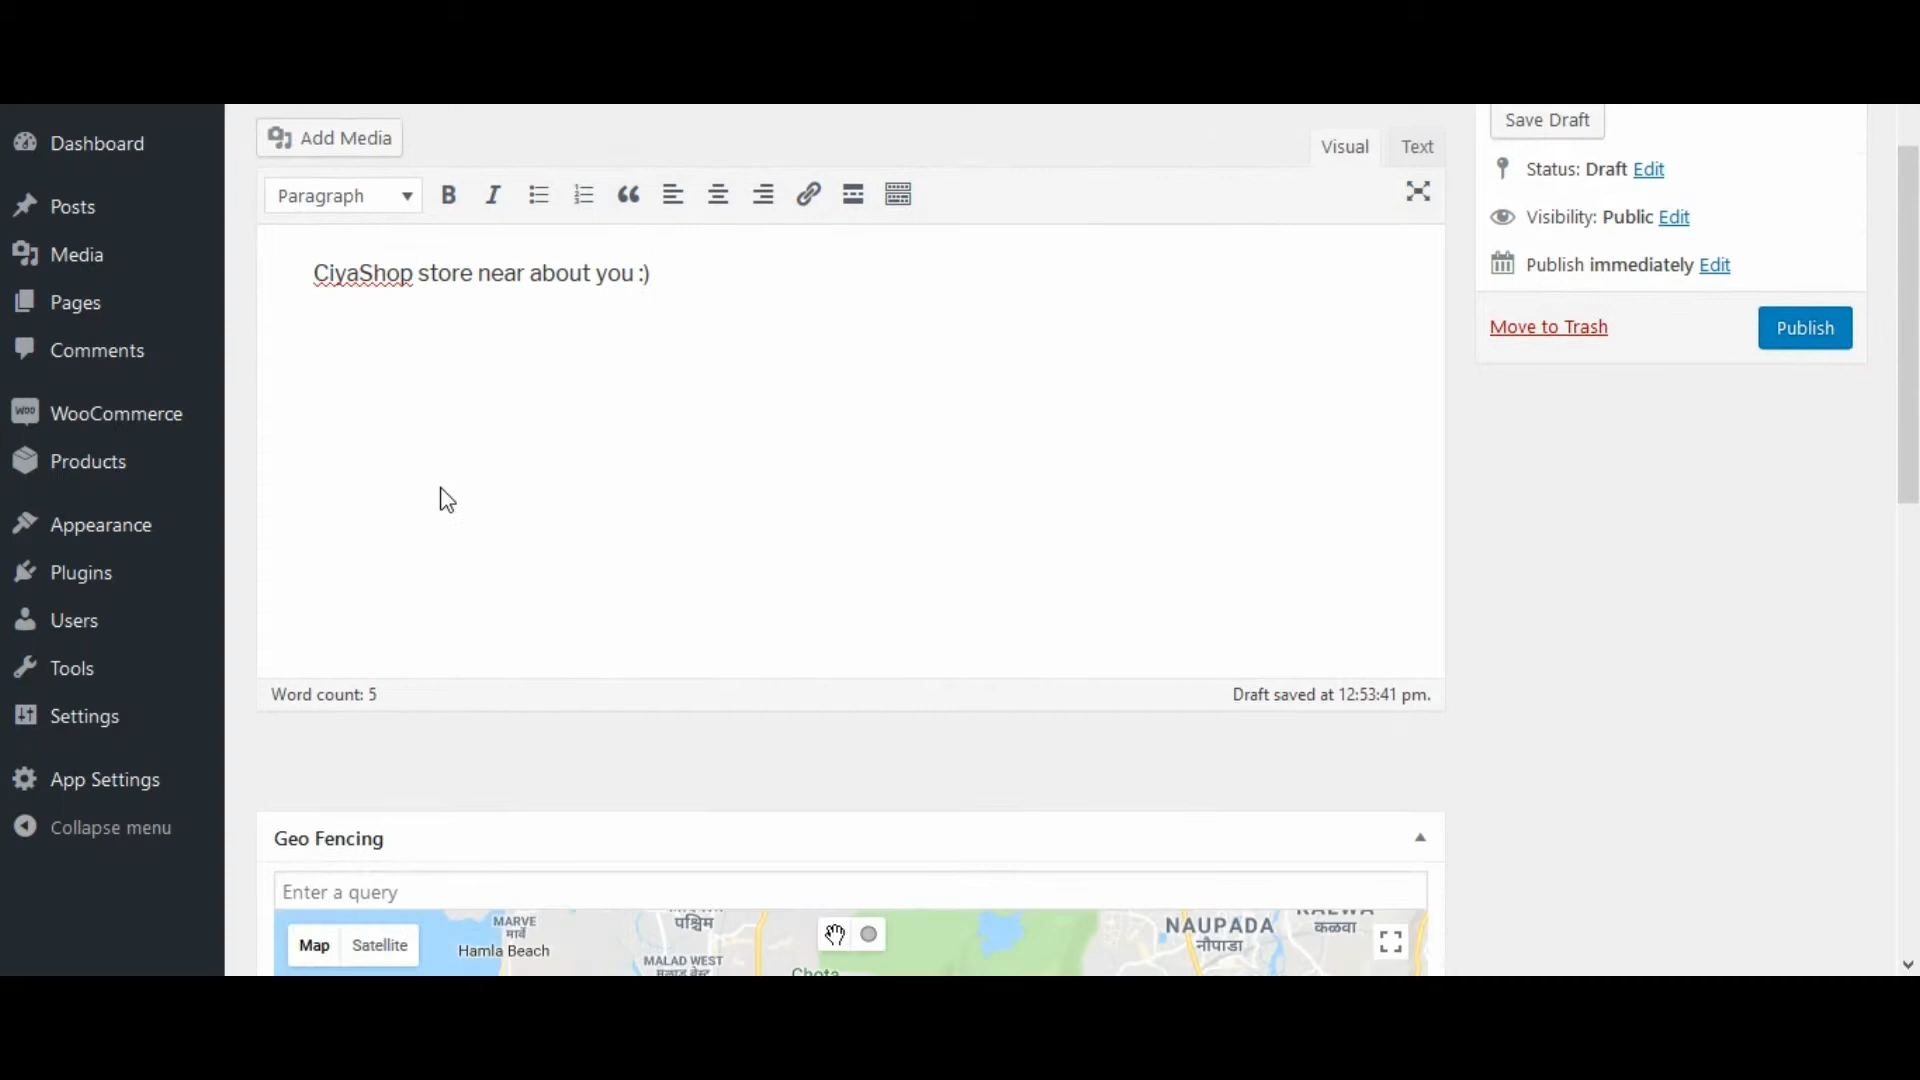 Dashboard
Posts
Media
Pages
Comments
WooCommerce
Products
Appearance
Plugins
Users
Tools
Settings
App Settings
Collapse menu
Add Media
Visual Text
Paragraph
CiyaShop store near about you :)
Word count: 5
Draft saved at 12:53:41 pm.
Save Draft
Status: Draft Edit
Visibility: Public Edit
Publish immediately Edit
Move to Trash
Publish
Geo Fencing
Enter a query
Map Satellite
MARVE
मार्वे
Hamla Beach
पश्चिम
MALAD WEST
Chota
NAUPADA
नौपाडा
कळवा